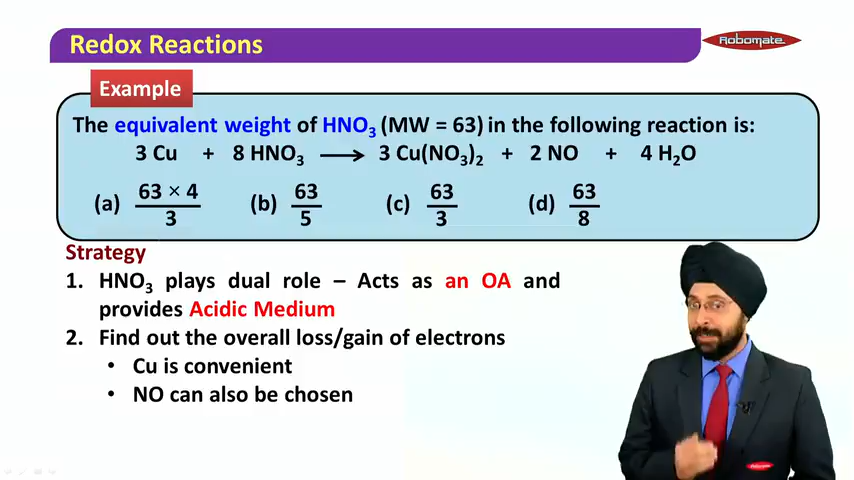 Redox Reactions
Robomate
Example
The equivalent weight of HNO₃ (MW = 63) in the following reaction is:
3 Cu + 8 HNO₃ ⟶ 3 Cu(NO₃)₂ + 2 NO + 4 H₂O
(a) 63 × 4 / 3 (b) 63 / 5 (c) 63 / 3 (d) 63 / 8
Strategy
1. HNO₃ plays dual role – Acts as an OA and
provides Acidic Medium
2. Find out the overall loss/gain of electrons
• Cu is convenient
• NO can also be chosen